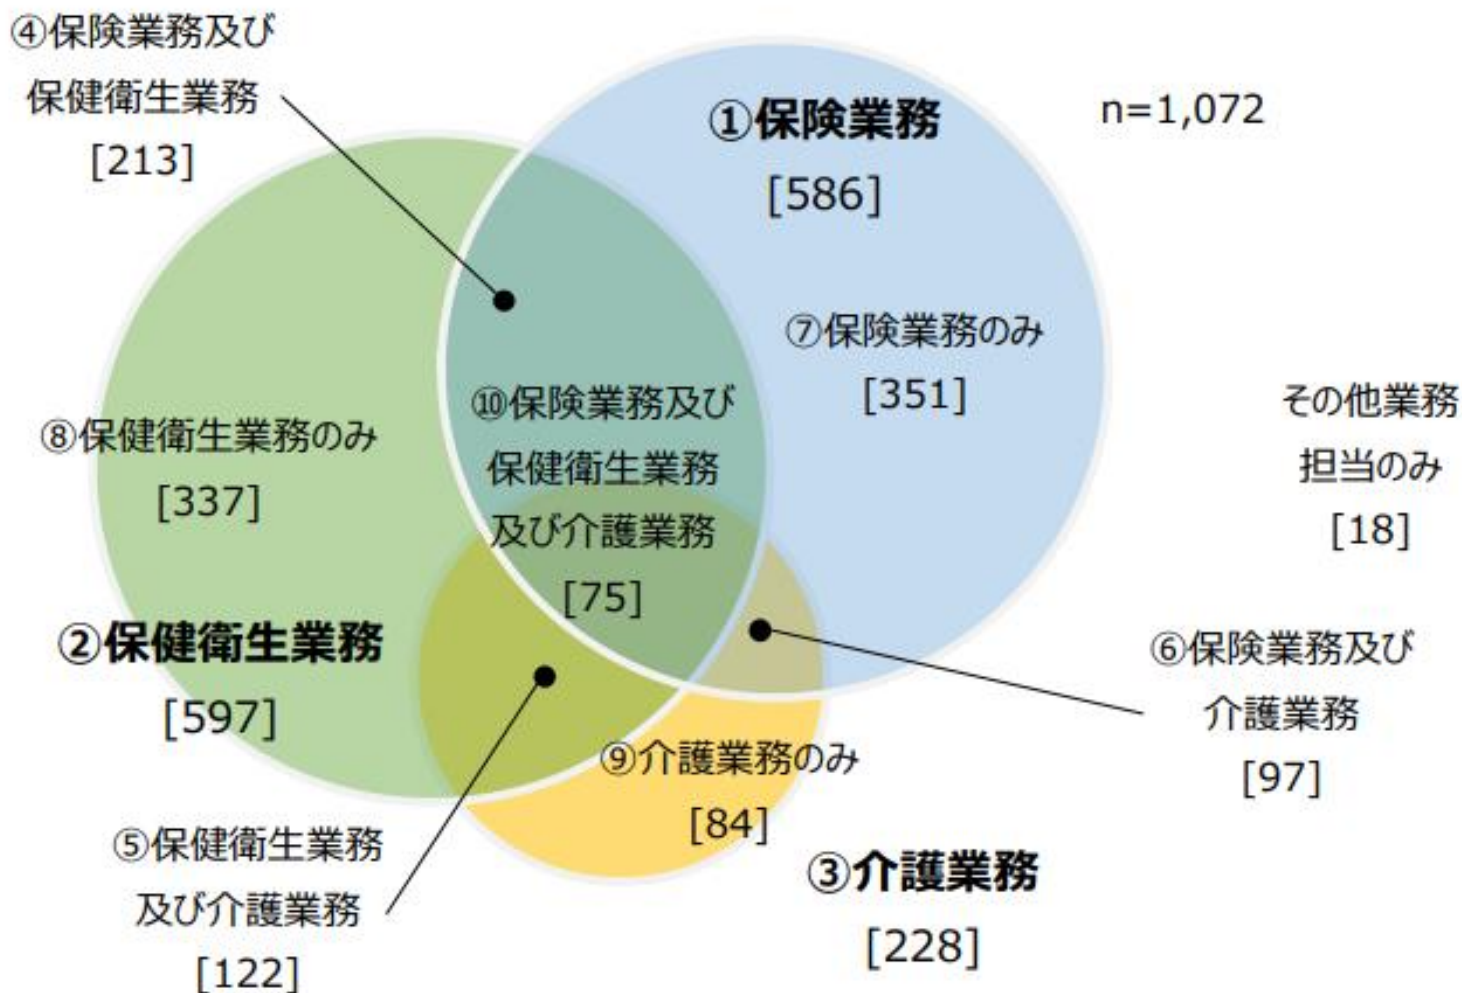 ④保険業務及び
保健衛生業務
[213]
①保険業務
[586]
n=1,072
⑦保険業務のみ
[351]
⑧保健衛生業務のみ
[337]
⑩保険業務及び
保健衛生業務
及び介護業務
[75]
その他業務
担当のみ
[18]
②保健衛生業務
[597]
⑥保険業務及び
介護業務
[97]
⑨介護業務のみ
[84]
⑤保健衛生業務
及び介護業務
[122]
③介護業務
[228]